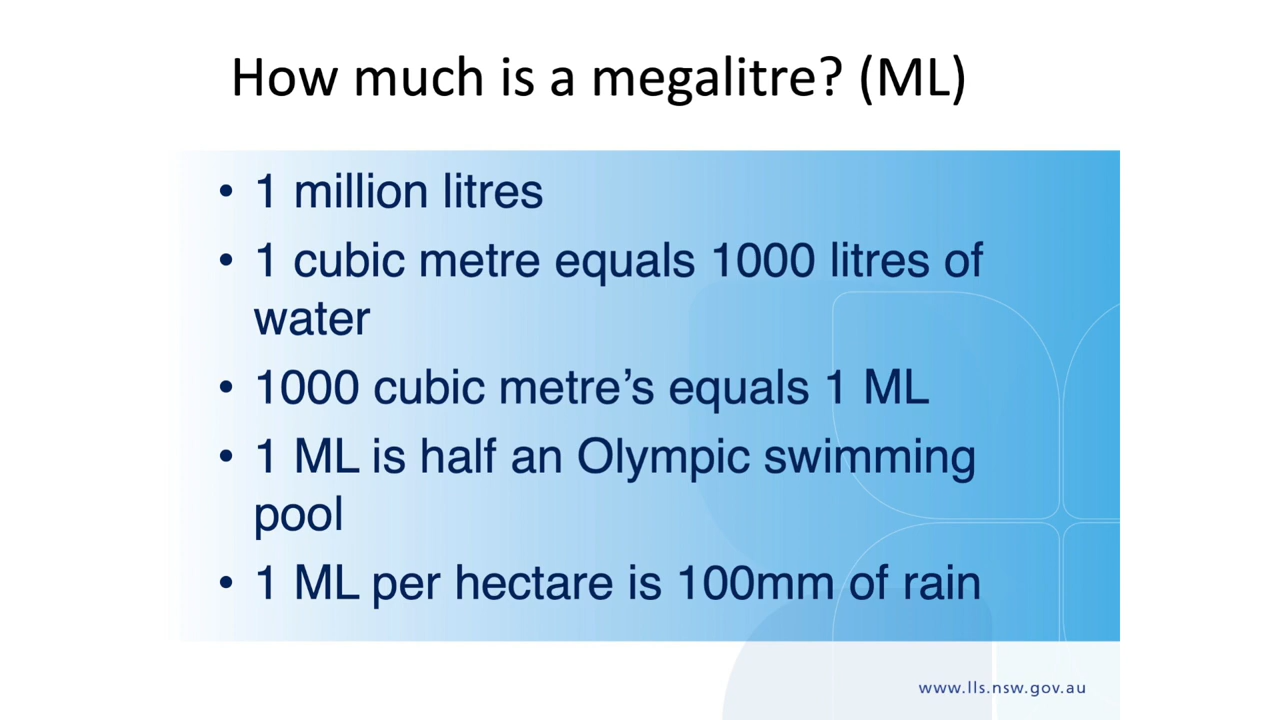 How much is a megalitre? (ML)
• 1 million litres
• 1 cubic metre equals 1000 litres of
water
• 1000 cubic metre’s equals 1 ML
• 1 ML is half an Olympic swimming
pool
• 1 ML per hectare is 100mm of rain
www.lls.nsw.gov.au